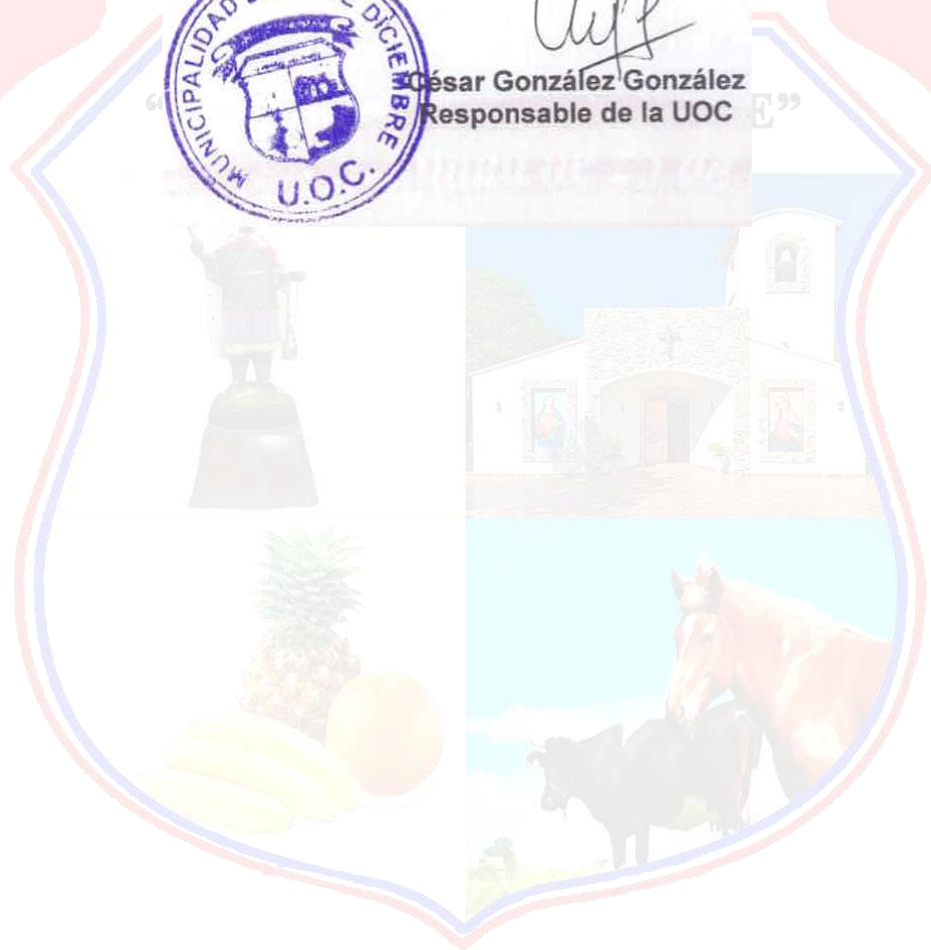 MUNICIPALIDAD
DICIEMBRE
U.O.C.
César González González
Responsable de la UOC
“
E”